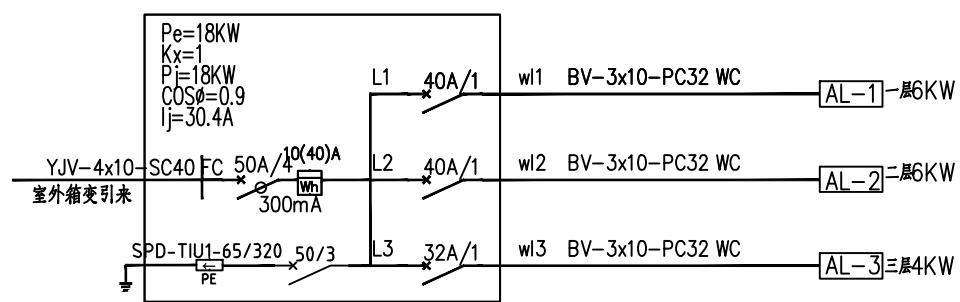 Pe=18KW
Kx=1
Pj=18KW
COSø=0.9
Ij=30.4A
L1 40A/1 wl1 BV-3x10-PC32 WC AL-1 一层6KW
YJV-4x10-SC40 FC 50A/4 10(40)A L2 40A/1 wl2 BV-3x10-PC32 WC AL-2 二层6KW
Wh
室外箱变引来 300mA
SPD-TIU1-65/320 50/3 L3 32A/1 wl3 BV-3x10-PC32 WC AL-3 三层4KW
PE